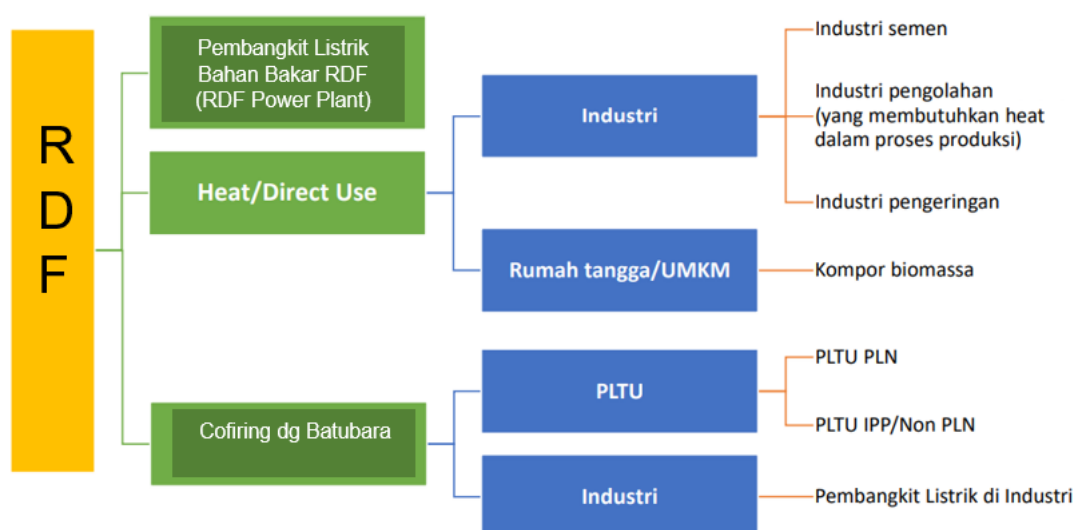 R
D
F
Pembangkit Listrik
Bahan Bakar RDF
(RDF Power Plant)
Heat/Direct Use
Cofiring dg Batubara
Industri
Rumah tangga/UMKM
PLTU
Industri
Industri semen
Industri pengolahan
(yang membutuhkan heat
dalam proses produksi)
Industri pengeringan
Kompor biomassa
PLTU PLN
PLTU IPP/Non PLN
Pembangkit Listrik di Industri